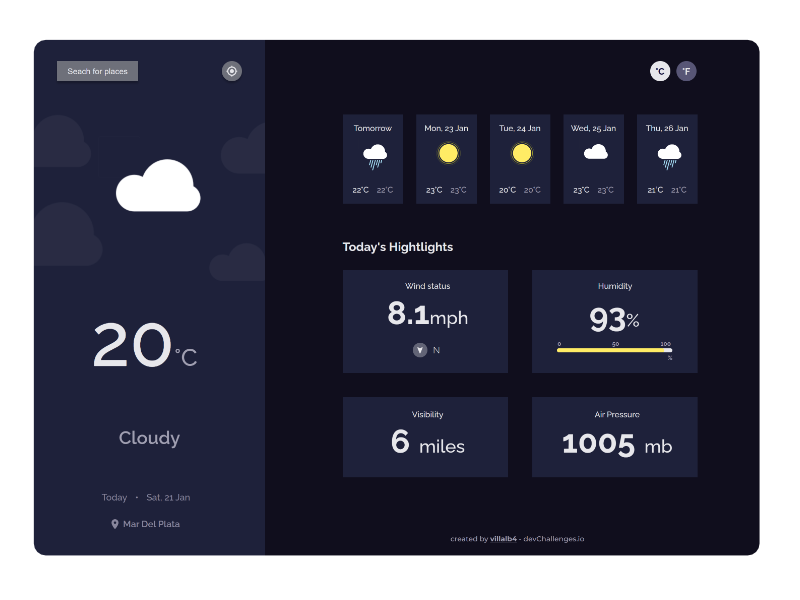 Seach for places
20°C
Cloudy
Today • Sat, 21 Jan
Mar Del Plata
°C °F
Tomorrow
22°C 22°C
Mon, 23 Jan
23°C 23°C
Tue, 24 Jan
20°C 20°C
Wed, 25 Jan
23°C 23°C
Thu, 26 Jan
21°C 21°C
Today's Hightlights
Wind status
8.1mph
N
Humidity
93%
0 50 100
%
Visibility
6 miles
Air Pressure
1005 mb
created by villalb4 - devChallenges.io